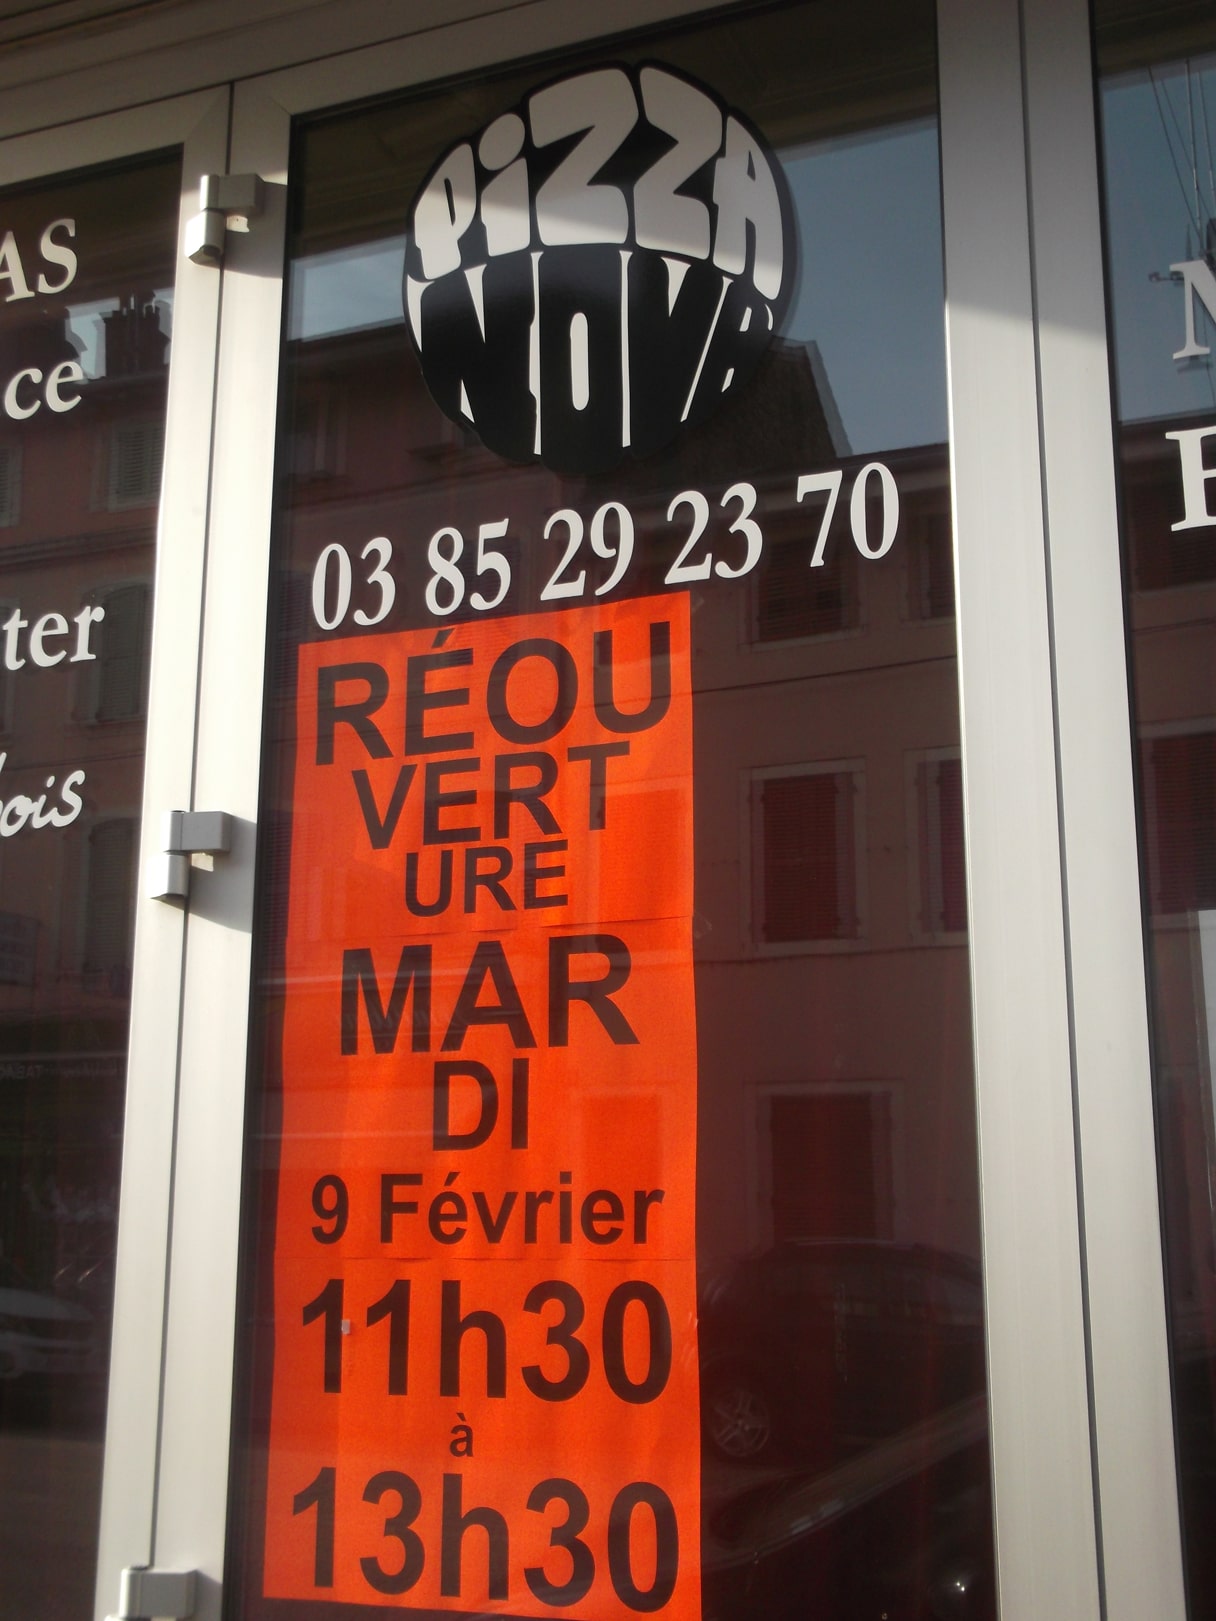 PiZZA
NOVA
03 85 29 23 70
RÉOU
VERT
URE
MAR
DI
9 Février
11h30
à
13h30
AS
ce
ter
ois